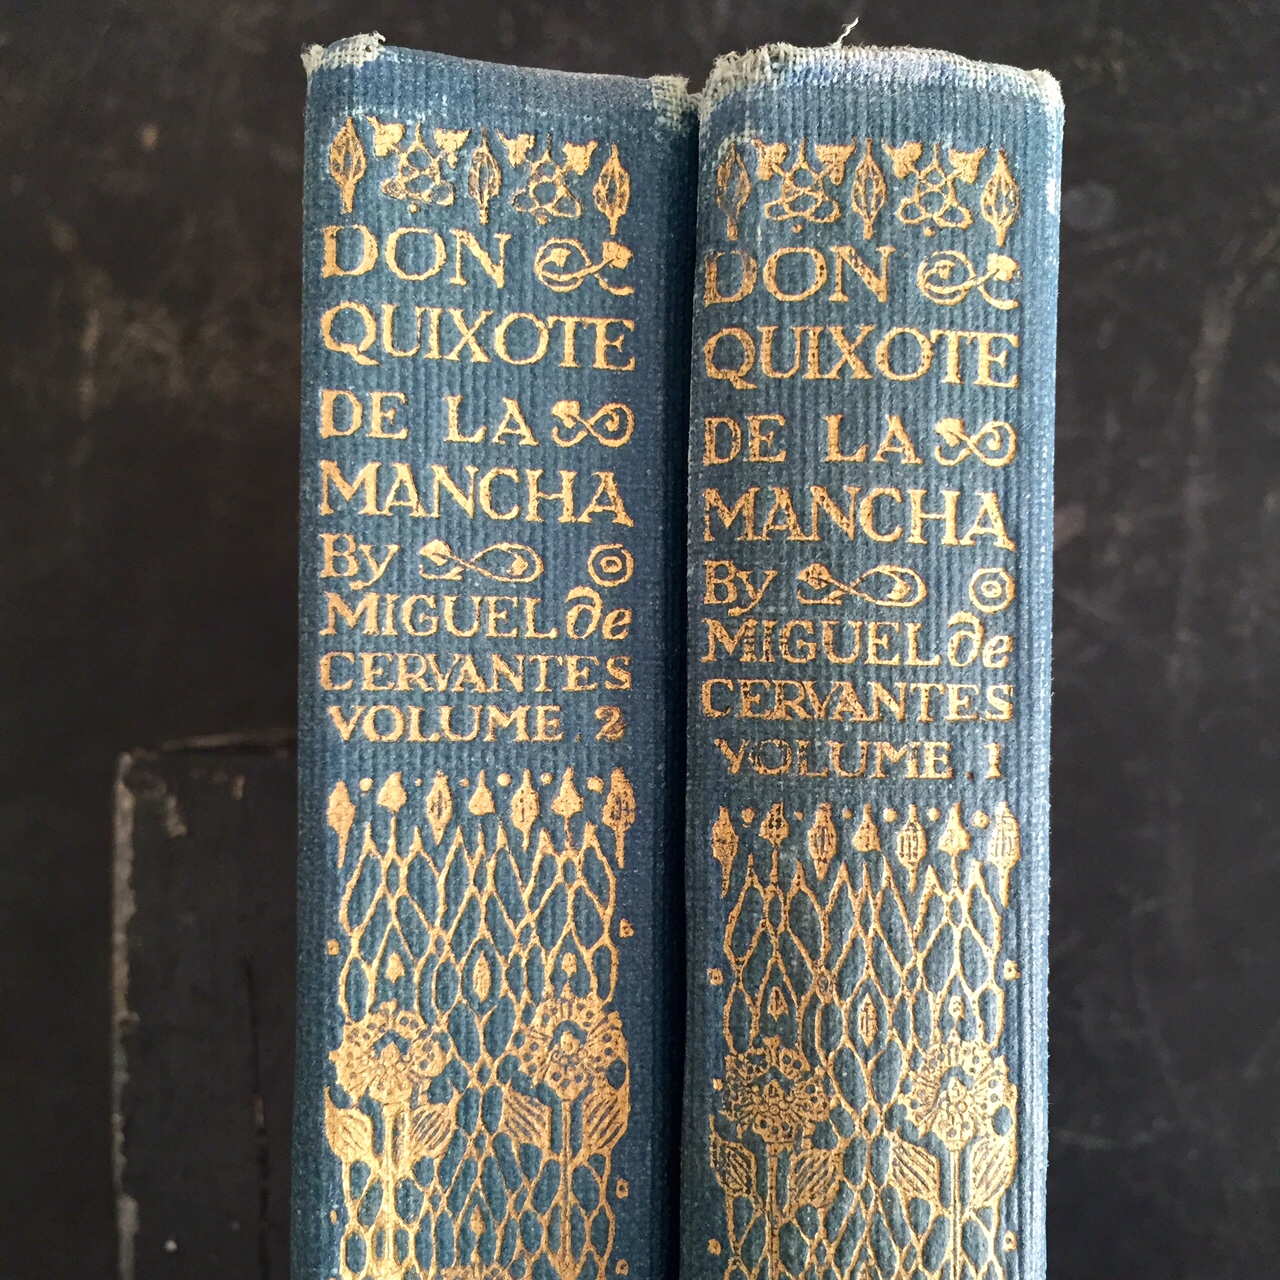 DON
QUIXOTE
DE LA
MANCHA
By
MIGUEL de
CERVANTES
VOLUME.2
DON
QUIXOTE
DE LA
MANCHA
By
MIGUEL de
CERVANTES
VOLUME.1